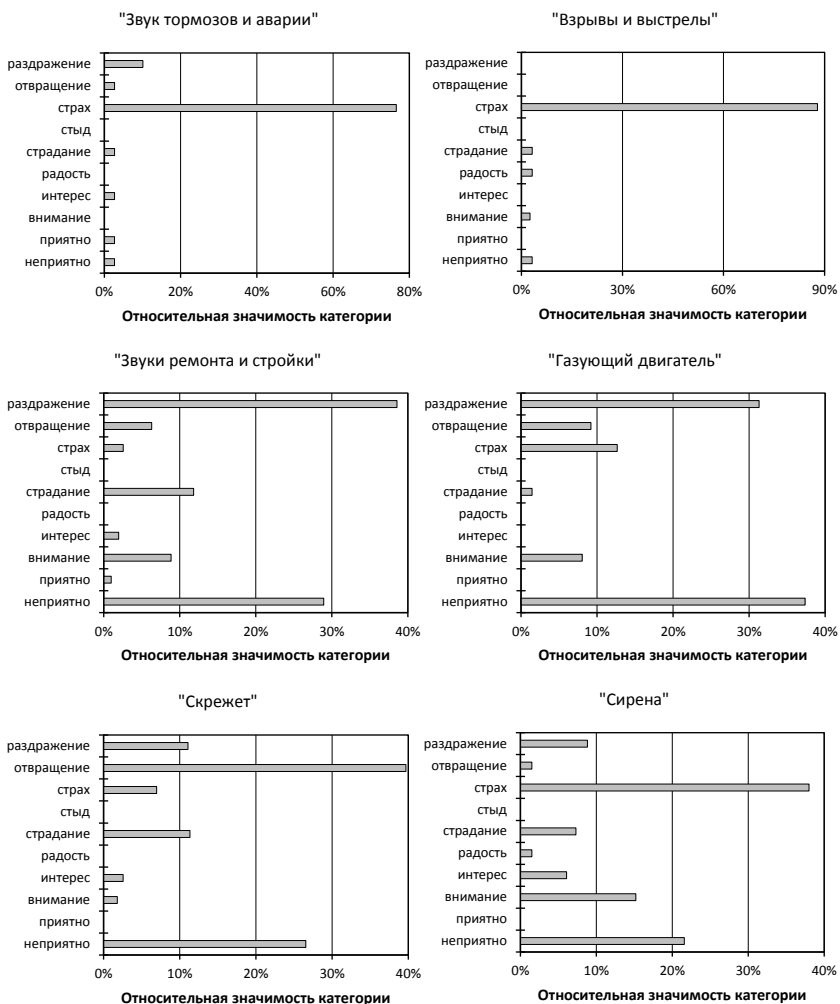 "Звук тормозов и аварии"
раздражение
отвращение
страх
стыд
страдание
радость
интерес
внимание
приятно
неприятно
0% 20% 40% 60% 80%
Относительная значимость категории
"Взрывы и выстрелы"
раздражение
отвращение
страх
стыд
страдание
радость
интерес
внимание
приятно
неприятно
0% 30% 60% 90%
Относительная значимость категории
"Звуки ремонта и стройки"
раздражение
отвращение
страх
стыд
страдание
радость
интерес
внимание
приятно
неприятно
0% 10% 20% 30% 40%
Относительная значимость категории
"Газующий двигатель"
раздражение
отвращение
страх
стыд
страдание
радость
интерес
внимание
приятно
неприятно
0% 10% 20% 30% 40%
Относительная значимость категории
"Скрежет"
раздражение
отвращение
страх
стыд
страдание
радость
интерес
внимание
приятно
неприятно
0% 10% 20% 30% 40%
Относительная значимость категории
"Сирена"
раздражение
отвращение
страх
стыд
страдание
радость
интерес
внимание
приятно
неприятно
0% 10% 20% 30% 40%
Относительная значимость категории